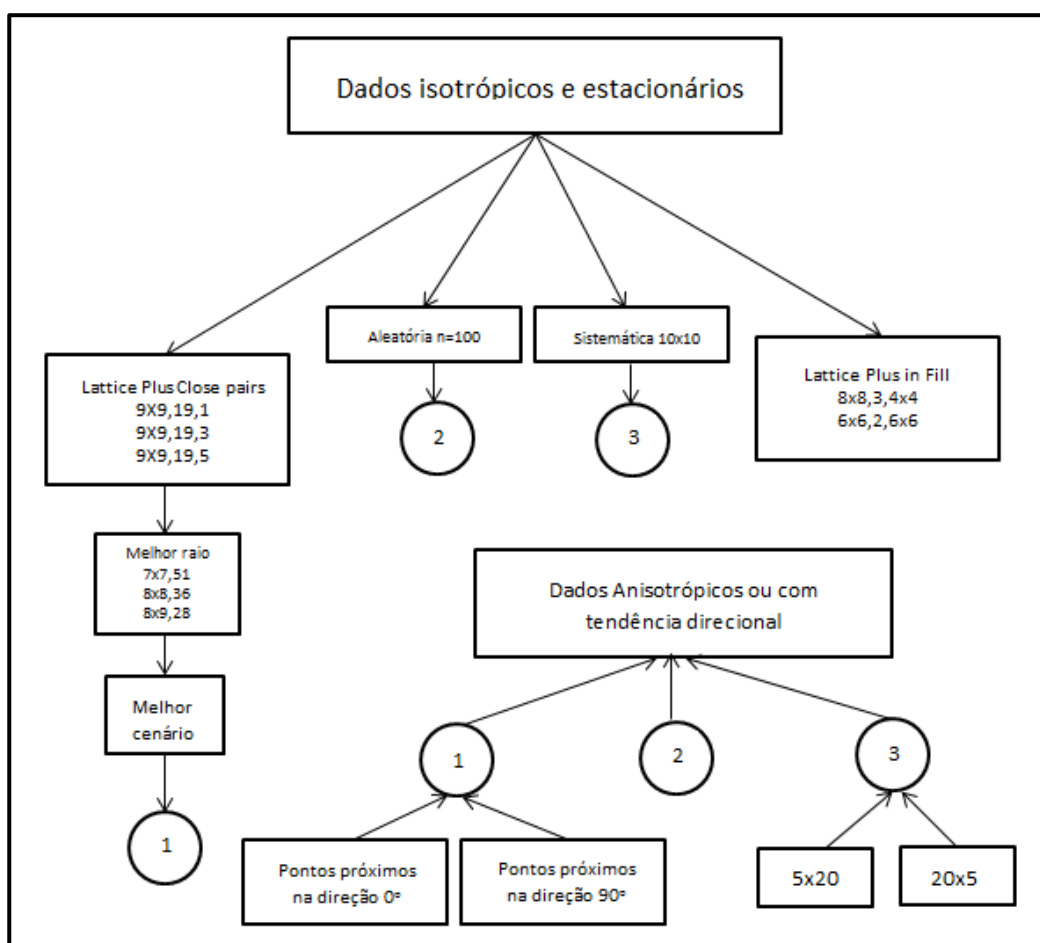 Dados isotrópicos e estacionários
Aleatória n=100
Sistemática 10x10
Lattice Plus Close pairs
9X9,19,1
9X9,19,3
9X9,19,5
Lattice Plus in Fill
8x8,3,4x4
6x6,2,6x6
2
3
Melhor raio
7x7,51
8x8,36
8x9,28
Dados Anisotrópicos ou com
tendência direcional
Melhor
cenário
1
2
3
1
Pontos próximos
na direção 0°
Pontos próximos
na direção 90°
5x20
20x5